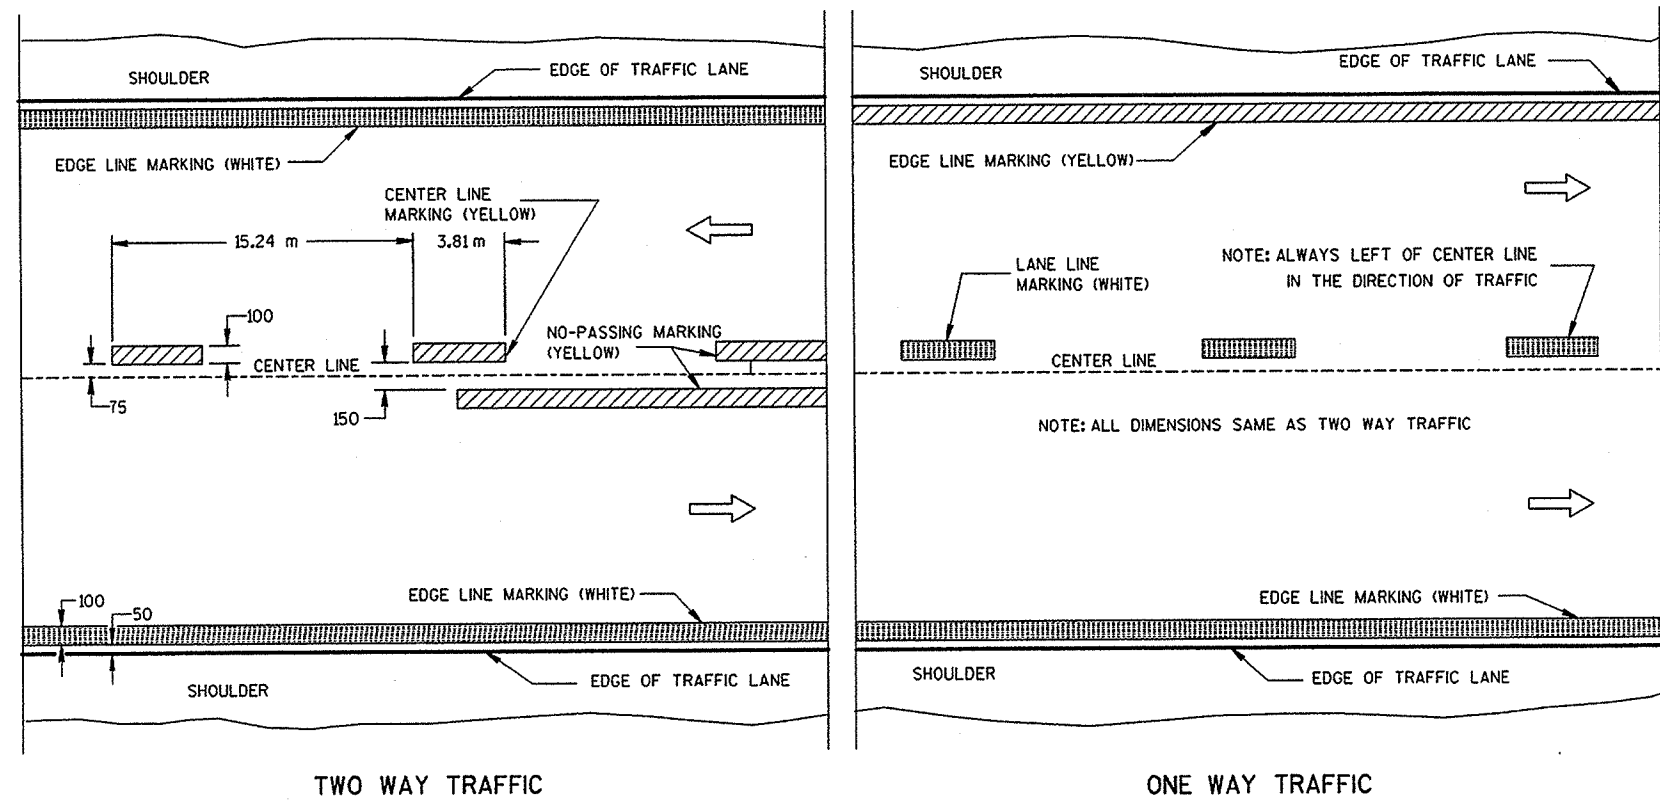 SHOULDER
EDGE OF TRAFFIC LANE
EDGE LINE MARKING (WHITE)
CENTER LINE
MARKING (YELLOW)
15.24 m
3.81 m
100
NO-PASSING MARKING
(YELLOW)
CENTER LINE
75
150
EDGE LINE MARKING (WHITE)
100
50
EDGE OF TRAFFIC LANE
SHOULDER
TWO WAY TRAFFIC
SHOULDER
EDGE OF TRAFFIC LANE
EDGE LINE MARKING (YELLOW)
LANE LINE
MARKING (WHITE)
NOTE: ALWAYS LEFT OF CENTER LINE
IN THE DIRECTION OF TRAFFIC
CENTER LINE
NOTE: ALL DIMENSIONS SAME AS TWO WAY TRAFFIC
EDGE LINE MARKING (WHITE)
SHOULDER
EDGE OF TRAFFIC LANE
ONE WAY TRAFFIC